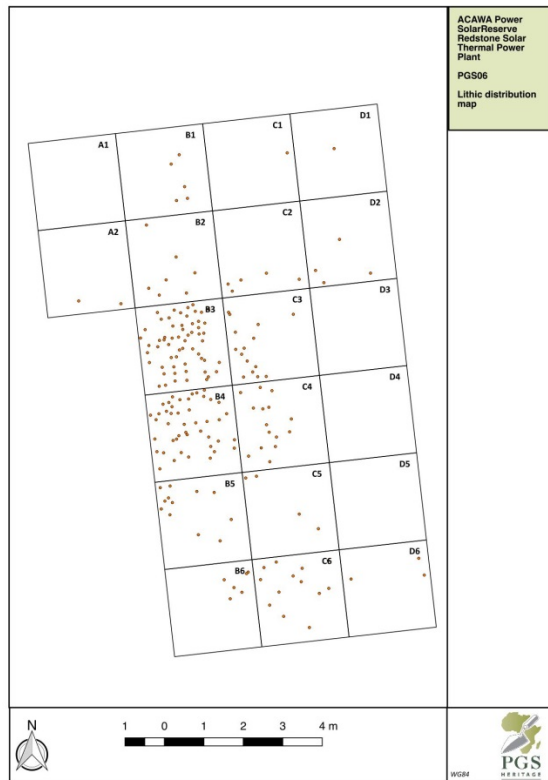 ACAWA Power
SolarReserve
Redstone Solar
Thermal Power
Plant
PGS06
Lithic distribution
map
A1
B1
C1
D1
A2
B2
C2
D2
B3
C3
D3
B4
C4
D4
B5
C5
D5
B6
C6
D6
N
1 0 1 2 3 4 m
WG84
PGS
HERITAGE